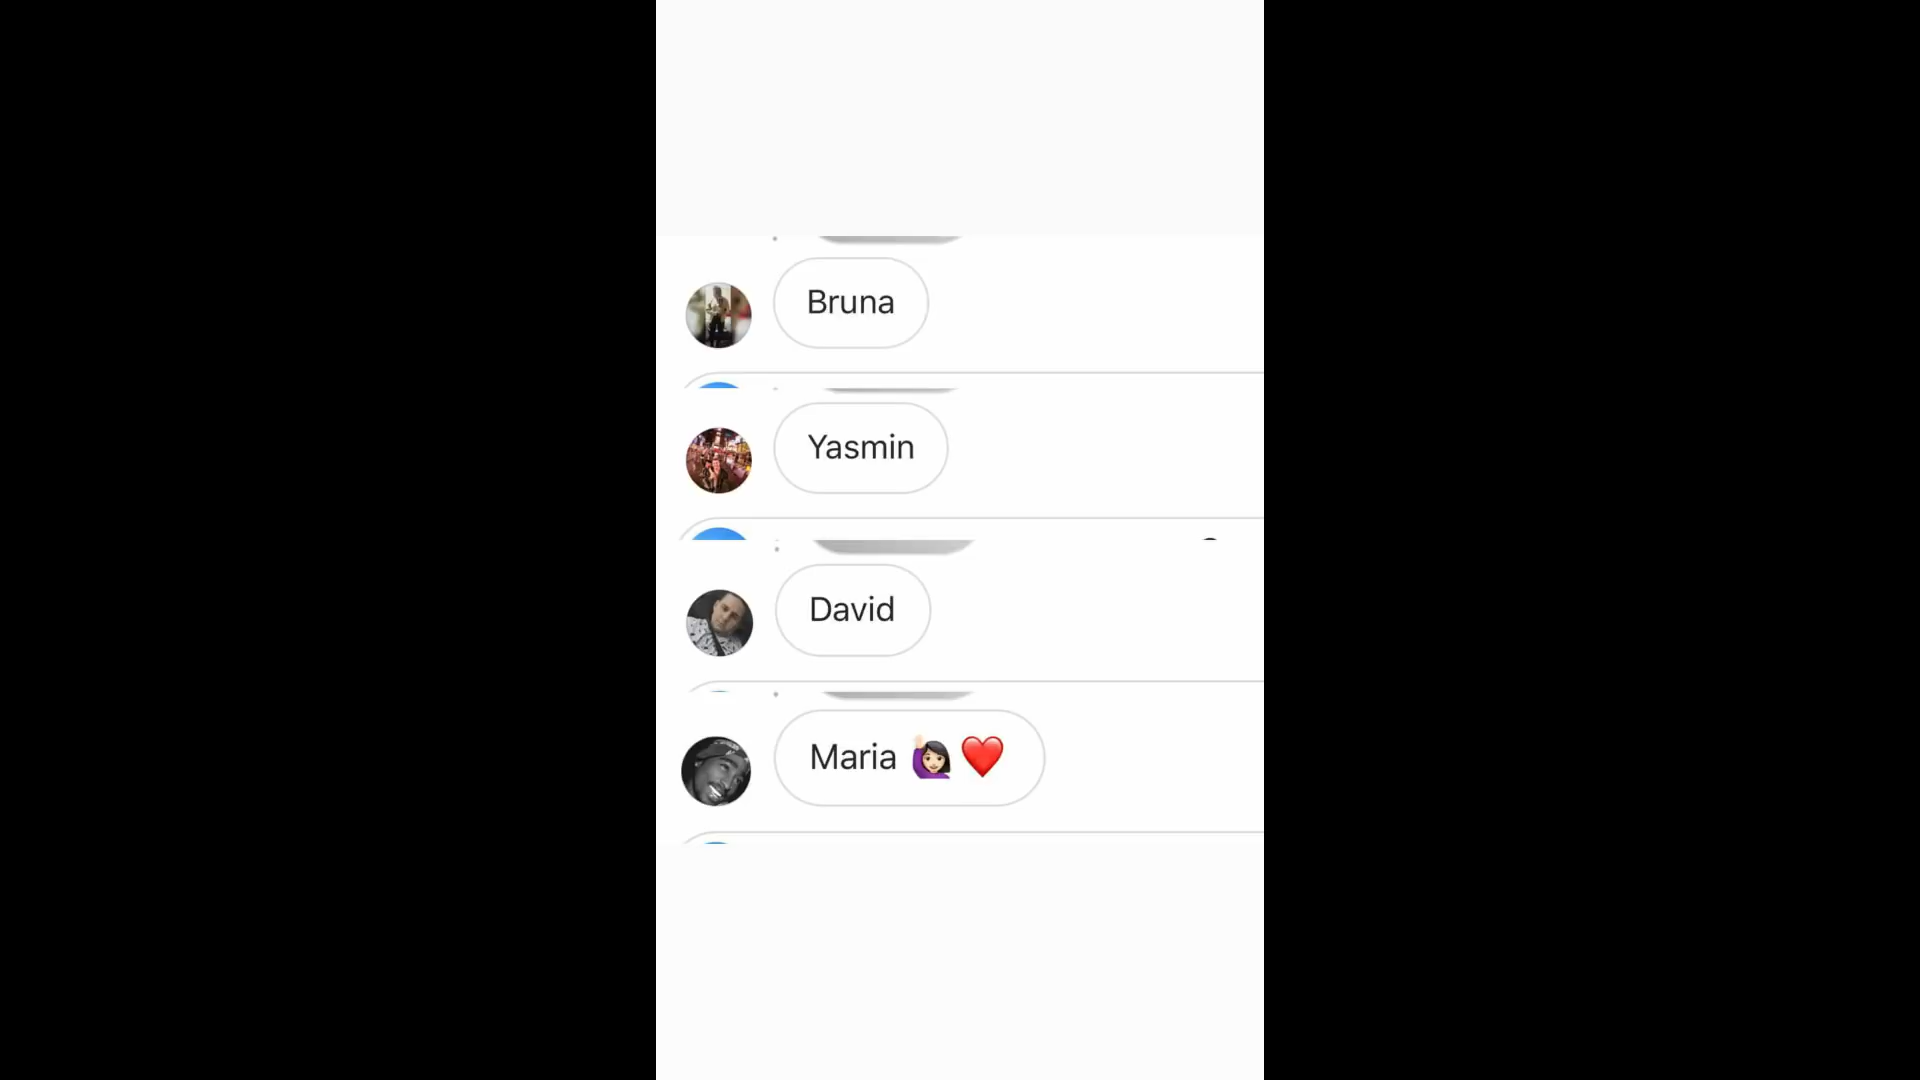 Bruna
Yasmin
David
Maria 🙋🏻‍♀️❤️